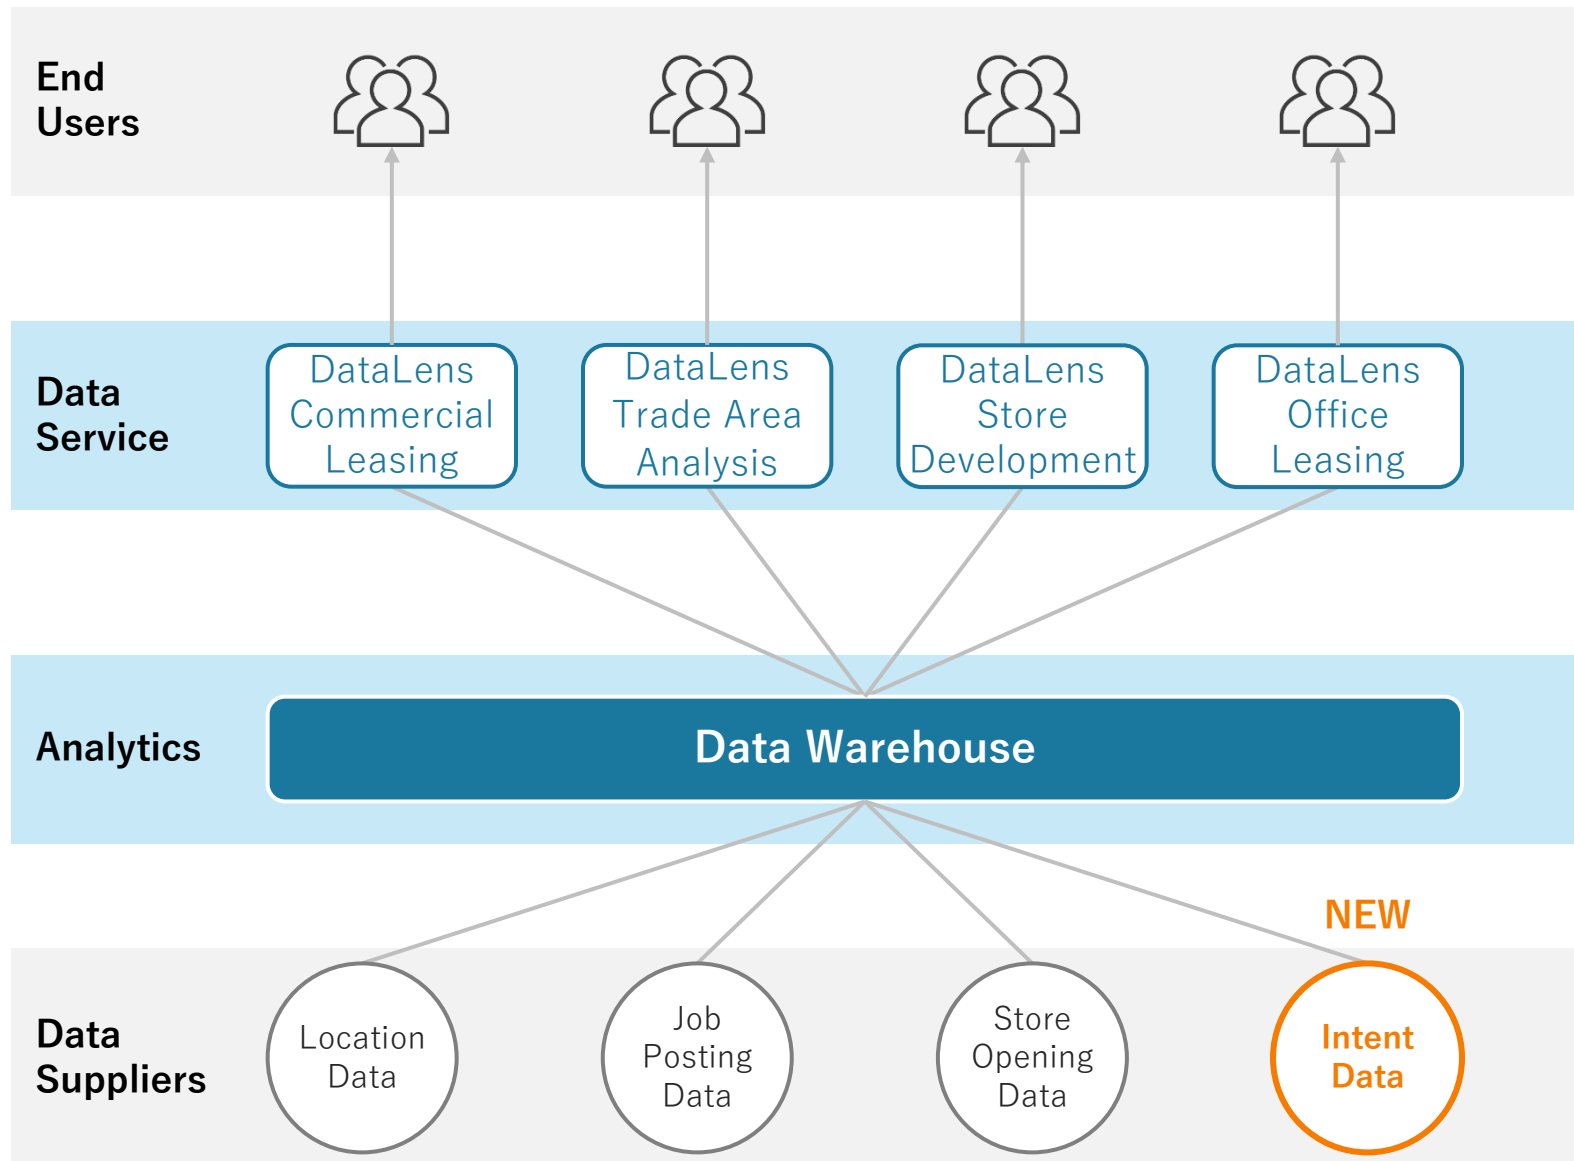 End
Users
Data
Service
DataLens
Commercial
Leasing
DataLens
Trade Area
Analysis
DataLens
Store
Development
DataLens
Office
Leasing
Analytics
Data Warehouse
NEW
Data
Suppliers
Location
Data
Job
Posting
Data
Store
Opening
Data
Intent
Data